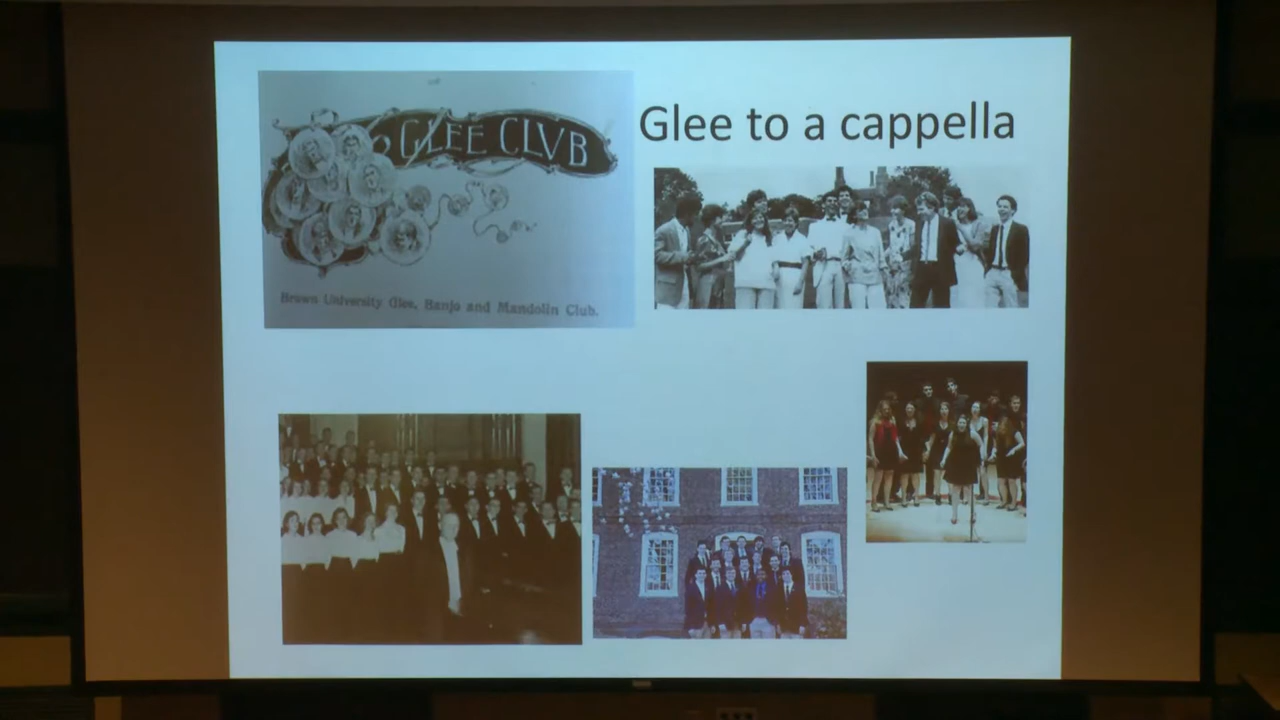 GLEE CLVB
Glee to a cappella
Brown University Glee, Banjo and Mandolin Club.